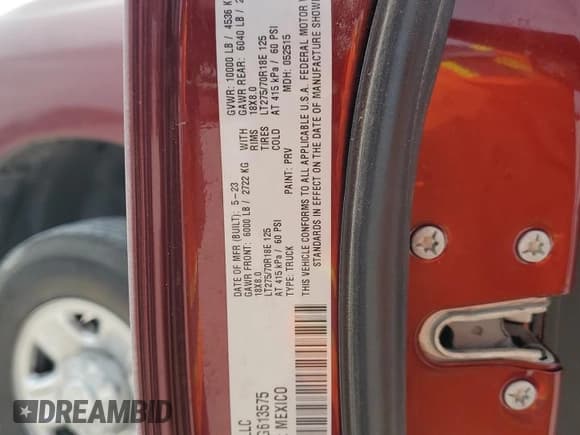 LLC
G613575
MEXICO
DATE OF MFR (BUILT): 5-23
GVWR: 10000 LB / 4536 K
GAWR FRONT: 6000 LB / 2722 KG
WITH
GAWR REAR: 6040 LB /
18X8.0
RIMS
18X8.0
LT275/70R18E 125
TIRES
LT275/70R18E 125
AT 415 kPa / 60 PSI
COLD
AT 415 kPa / 60 PSI
TYPE: TRUCK
PAINT: PRV
MDH: 052515
THIS VEHICLE CONFORMS TO ALL APPLICABLE U.S.A. FEDERAL MOTOR
STANDARDS IN EFFECT ON THE DATE OF MANUFACTURE SHOW
DREAMBID